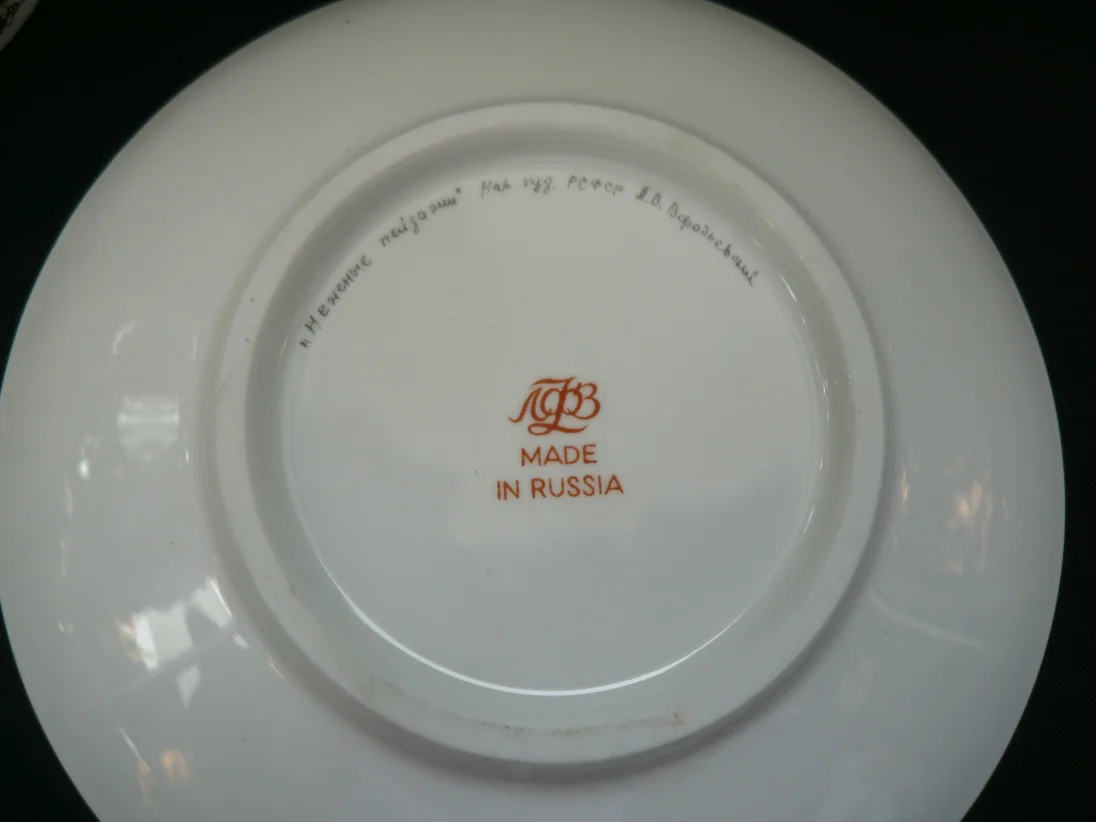 „Нежные пейзажи" Нар худ. РСФСР А.В. Воробьевский
ЛФЗ
MADE
IN RUSSIA